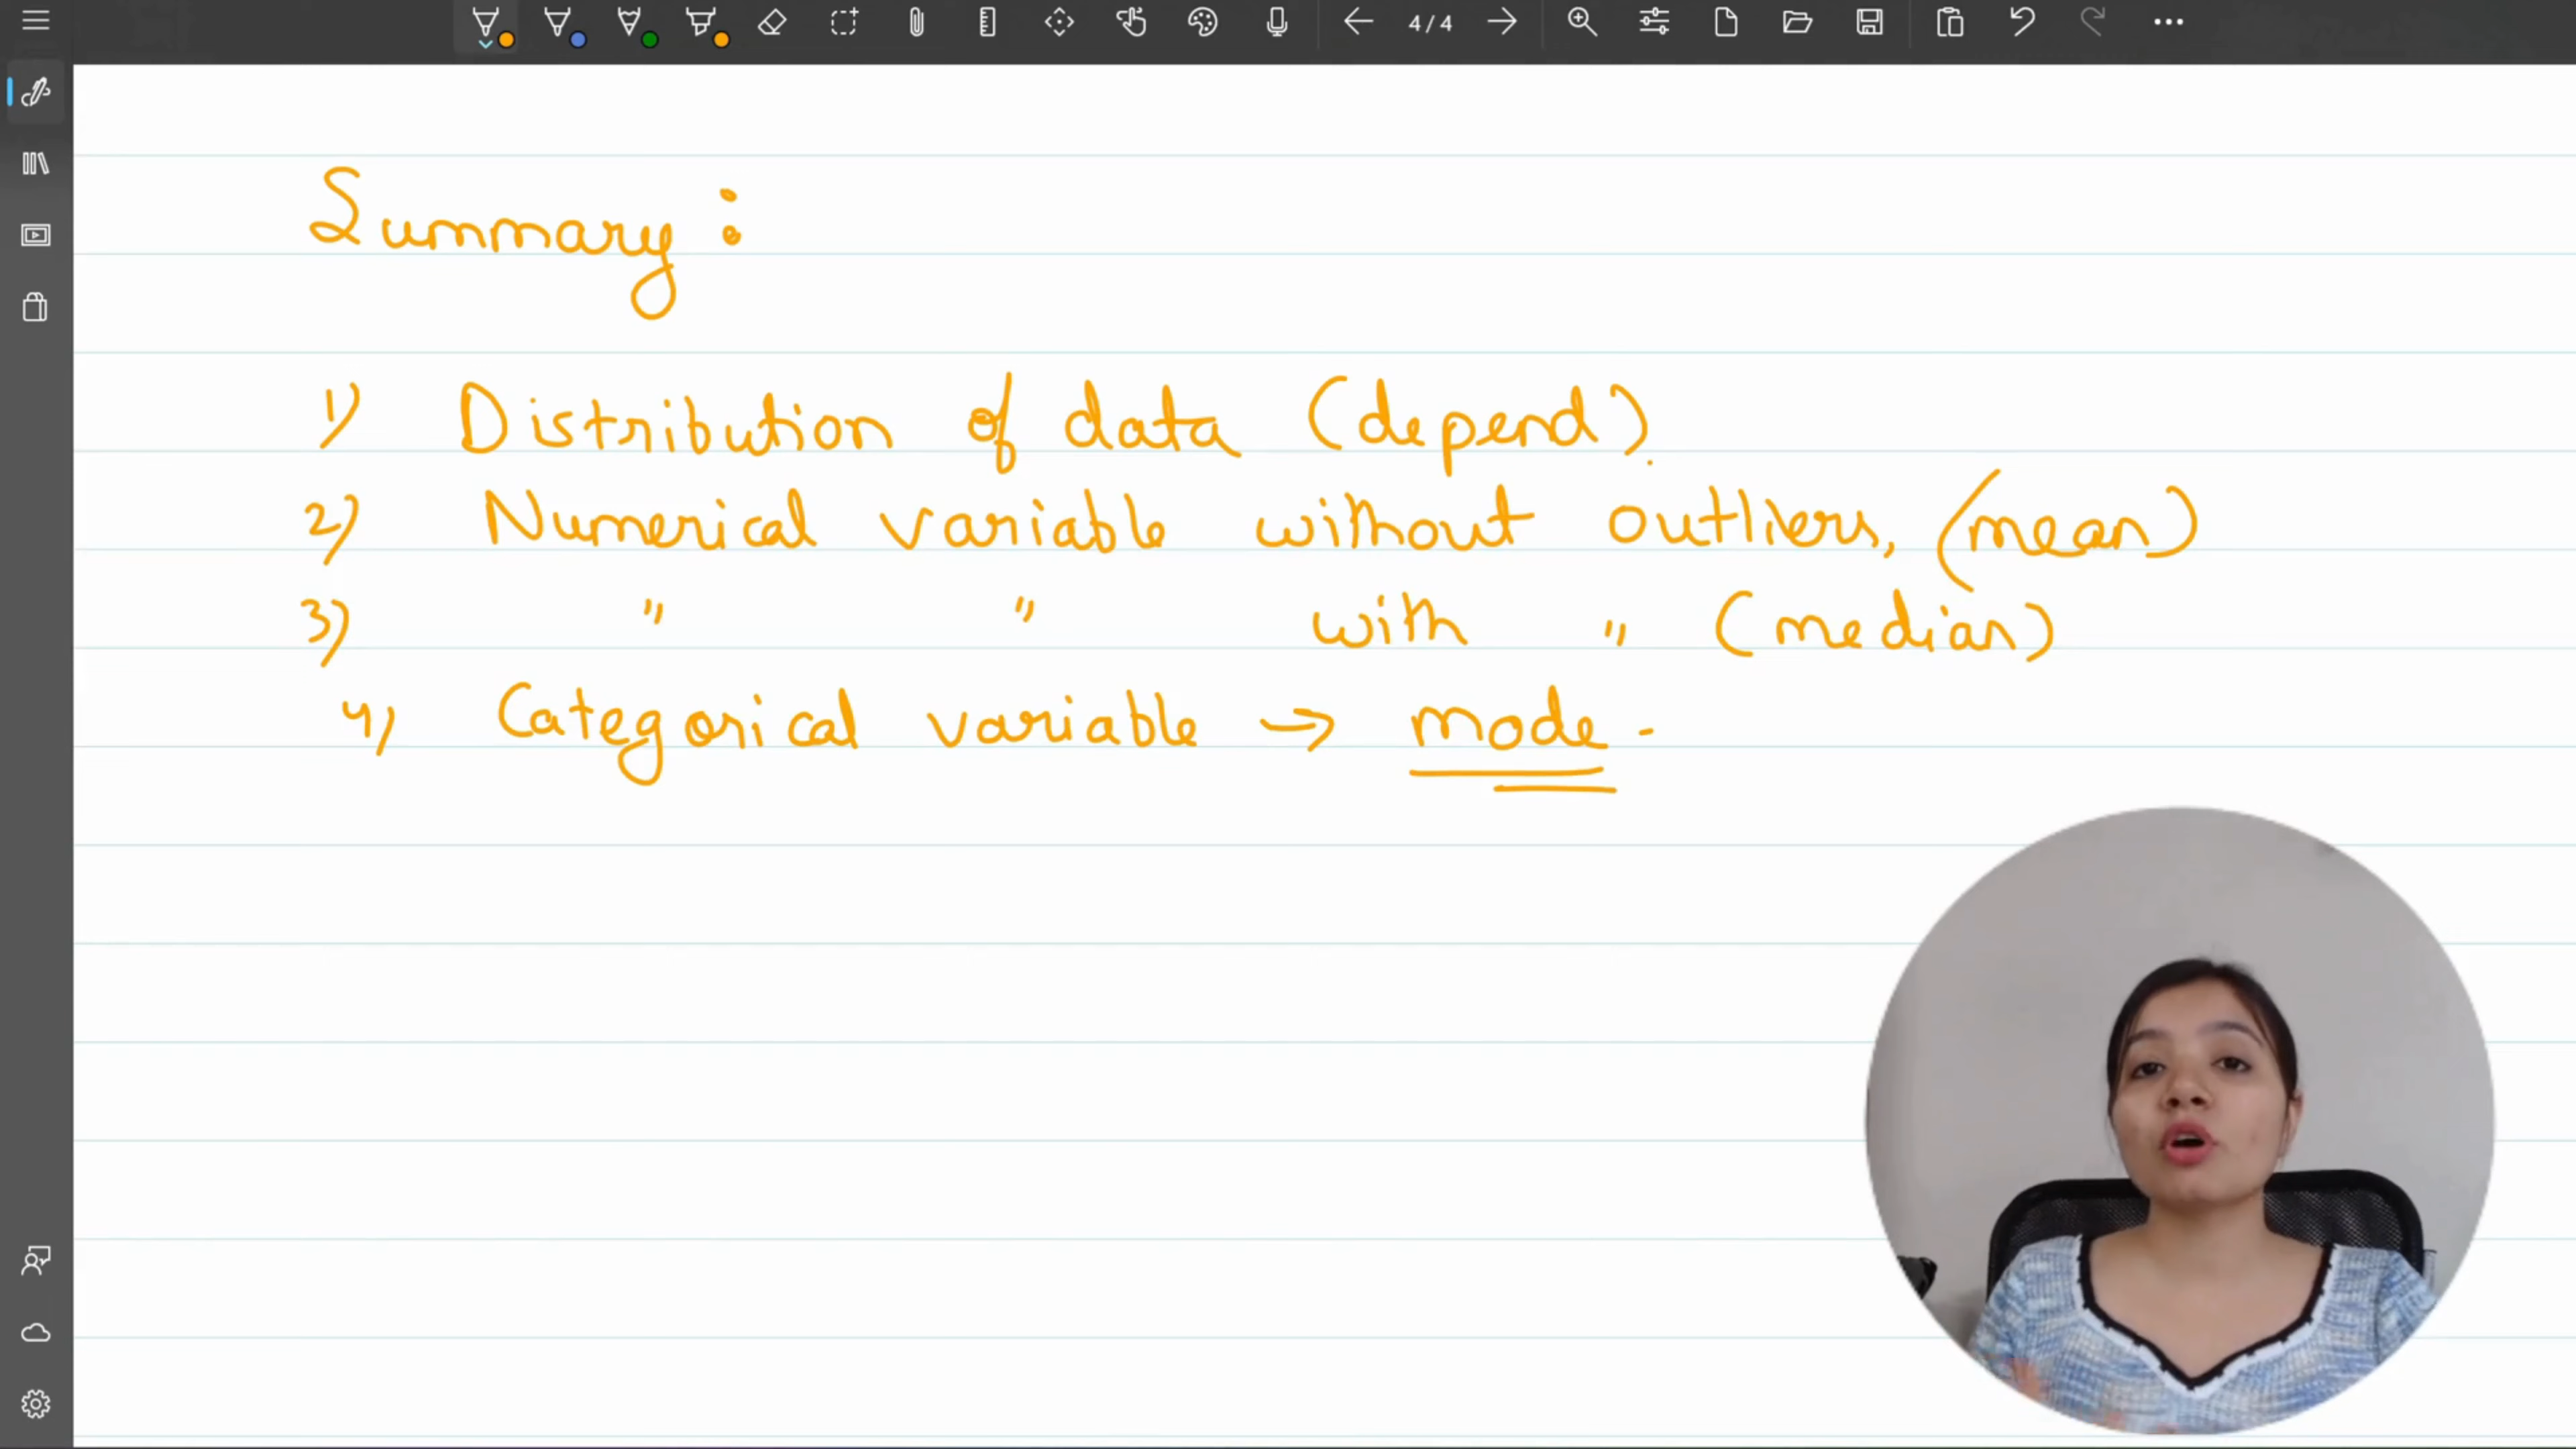 4 / 4
Summary :
1) Distribution of data (depend).
2) Numerical variable without outliers, (mean)
3) " " with " (median)
4) Categorical variable → mode.